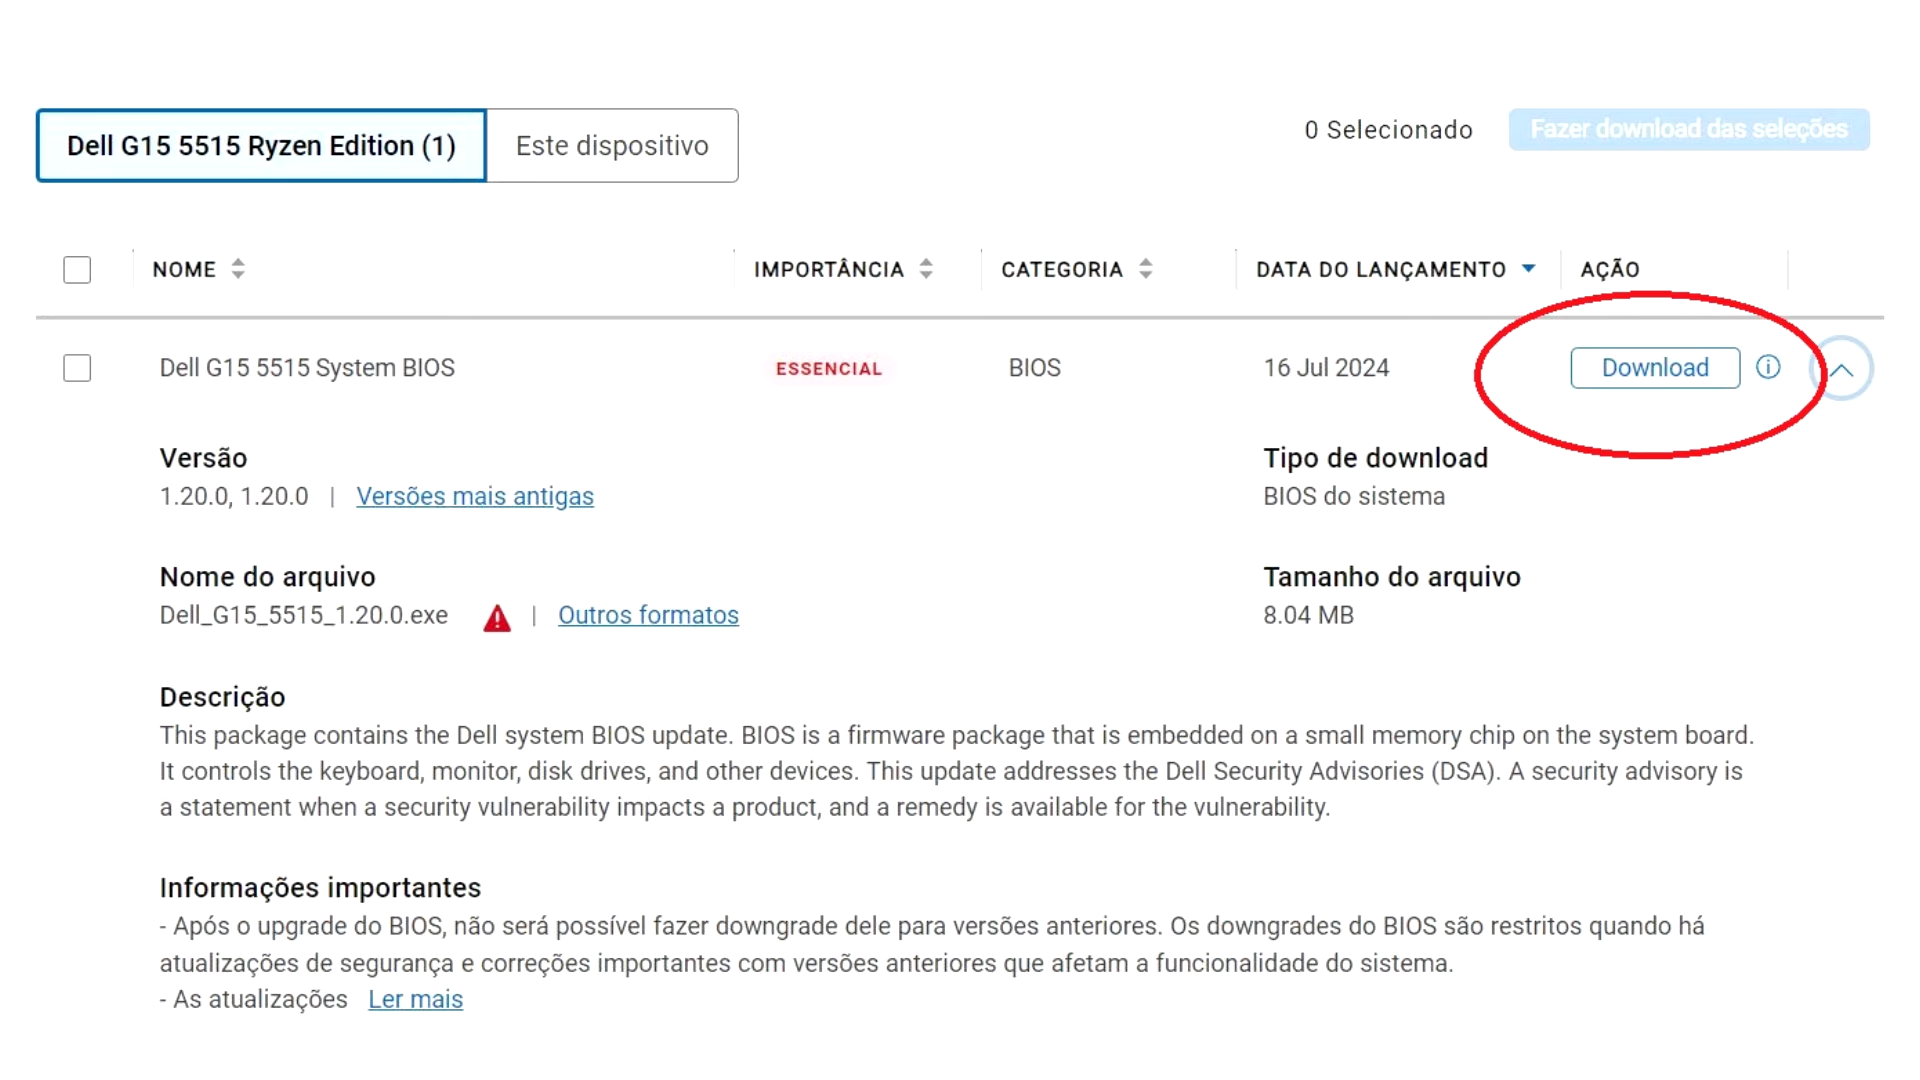 Dell G15 5515 Ryzen Edition (1) Este dispositivo 0 Selecionado Fazer download das seleções
NOME IMPORTÂNCIA CATEGORIA DATA DO LANÇAMENTO AÇÃO
Dell G15 5515 System BIOS ESSENCIAL BIOS 16 Jul 2024 Download
Versão Tipo de download
1.20.0, 1.20.0 | Versões mais antigas BIOS do sistema
Nome do arquivo Tamanho do arquivo
Dell_G15_5515_1.20.0.exe | Outros formatos 8.04 MB
Descrição
This package contains the Dell system BIOS update. BIOS is a firmware package that is embedded on a small memory chip on the system board.
It controls the keyboard, monitor, disk drives, and other devices. This update addresses the Dell Security Advisories (DSA). A security advisory is
a statement when a security vulnerability impacts a product, and a remedy is available for the vulnerability.
Informações importantes
- Após o upgrade do BIOS, não será possível fazer downgrade dele para versões anteriores. Os downgrades do BIOS são restritos quando há
atualizações de segurança e correções importantes com versões anteriores que afetam a funcionalidade do sistema.
- As atualizações Ler mais